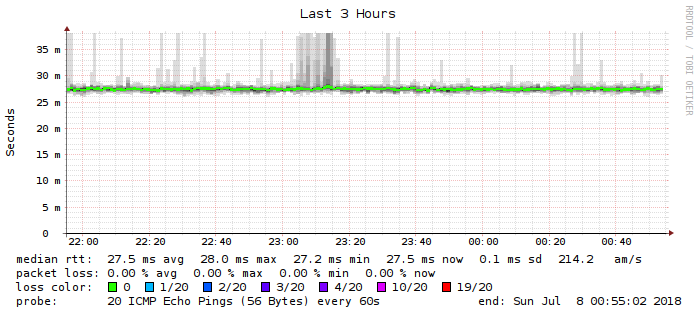 Last 3 Hours
RRDTOOL / TOBI OETIKER
Seconds
35 m
30 m
25 m
20 m
15 m
10 m
5 m
0
22:00 22:20 22:40 23:00 23:20 23:40 00:00 00:20 00:40
median rtt: 27.5 ms avg 28.0 ms max 27.2 ms min 27.5 ms now 0.1 ms sd 214.2 am/s
packet loss: 0.00 % avg 0.00 % max 0.00 % min 0.00 % now
loss color: 0 1/20 2/20 3/20 4/20 10/20 19/20
probe: 20 ICMP Echo Pings (56 Bytes) every 60s end: Sun Jul 8 00:55:02 2018